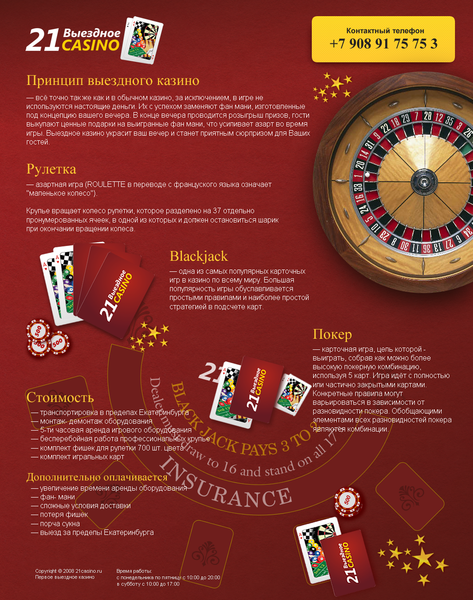 21 Выездное
CASINO
Контактный телефон
+7 908 91 75 75 3
Принцип выездного казино
— всё точно также как и в обычном казино, за исключением, в игре не
используются настоящие деньги. Их с успехом заменяют фан мани, изготовленные
под концепцию вашего вечера. В конце вечера проводится розыгрыш призов, гости
выкупают ценные подарки на выигранные фан мани, что усиливает азарт во время
игры. Выездное казино украсит ваш вечер и станет приятным сюрпризом для Ваших
гостей.
Рулетка
— азартная игра (ROULETTE в переводе с французского языка означает
"маленькое колесо").
Крупье вращает колесо рулетки, которое разделено на 37 отдельно
пронумерованных ячеек, в одной из которых и должен остановиться шарик
при окончании вращении колеса.
21 Выездное
CASINO
Blackjack
— одна из самых популярных карточных
игр в казино по всему миру. Большая
популярность игры обуславливается
простыми правилами и наиболее простой
стратегией в подсчете карт.
Покер
— карточная игра, цель которой -
выиграть, собрав как можно более
высокую покерную комбинацию,
используя 5 карт. Игра идёт с полностью
или частично закрытыми картами.
Конкретные правила могут
варьироваться в зависимости от
разновидности покера. Обобщающими
элементами всех разновидностей покера
являются комбинации.
21 Выездное
CASINO
BLACK JACK PAYS 3 TO
Dealer must draw to 16 and stand on all 17
INSURANCE
Стоимость
— транспортировка в пределах Екатеринбурга
— монтаж- демонтаж оборудования
— 5-ти часовая аренда игрового оборудования
— бесперебойная работа профессиональных крупье
— комплект фишек для рулетки 700 шт. цвета
— комплект игральных карт
Дополнительно оплачивается
— увеличение времени аренды оборудования
— фан- мани
— сложные условия доставки
— потеря фишек
— порча сукна
— выезд за пределы Екатеринбурга
21 Выездное
CASINO
Copyright © 2008 21casino.ru
Первое выездное казино
Время работы:
с понедельника по пятницу с 10:00 до 20:00
в субботу с 10:00 до 17:00